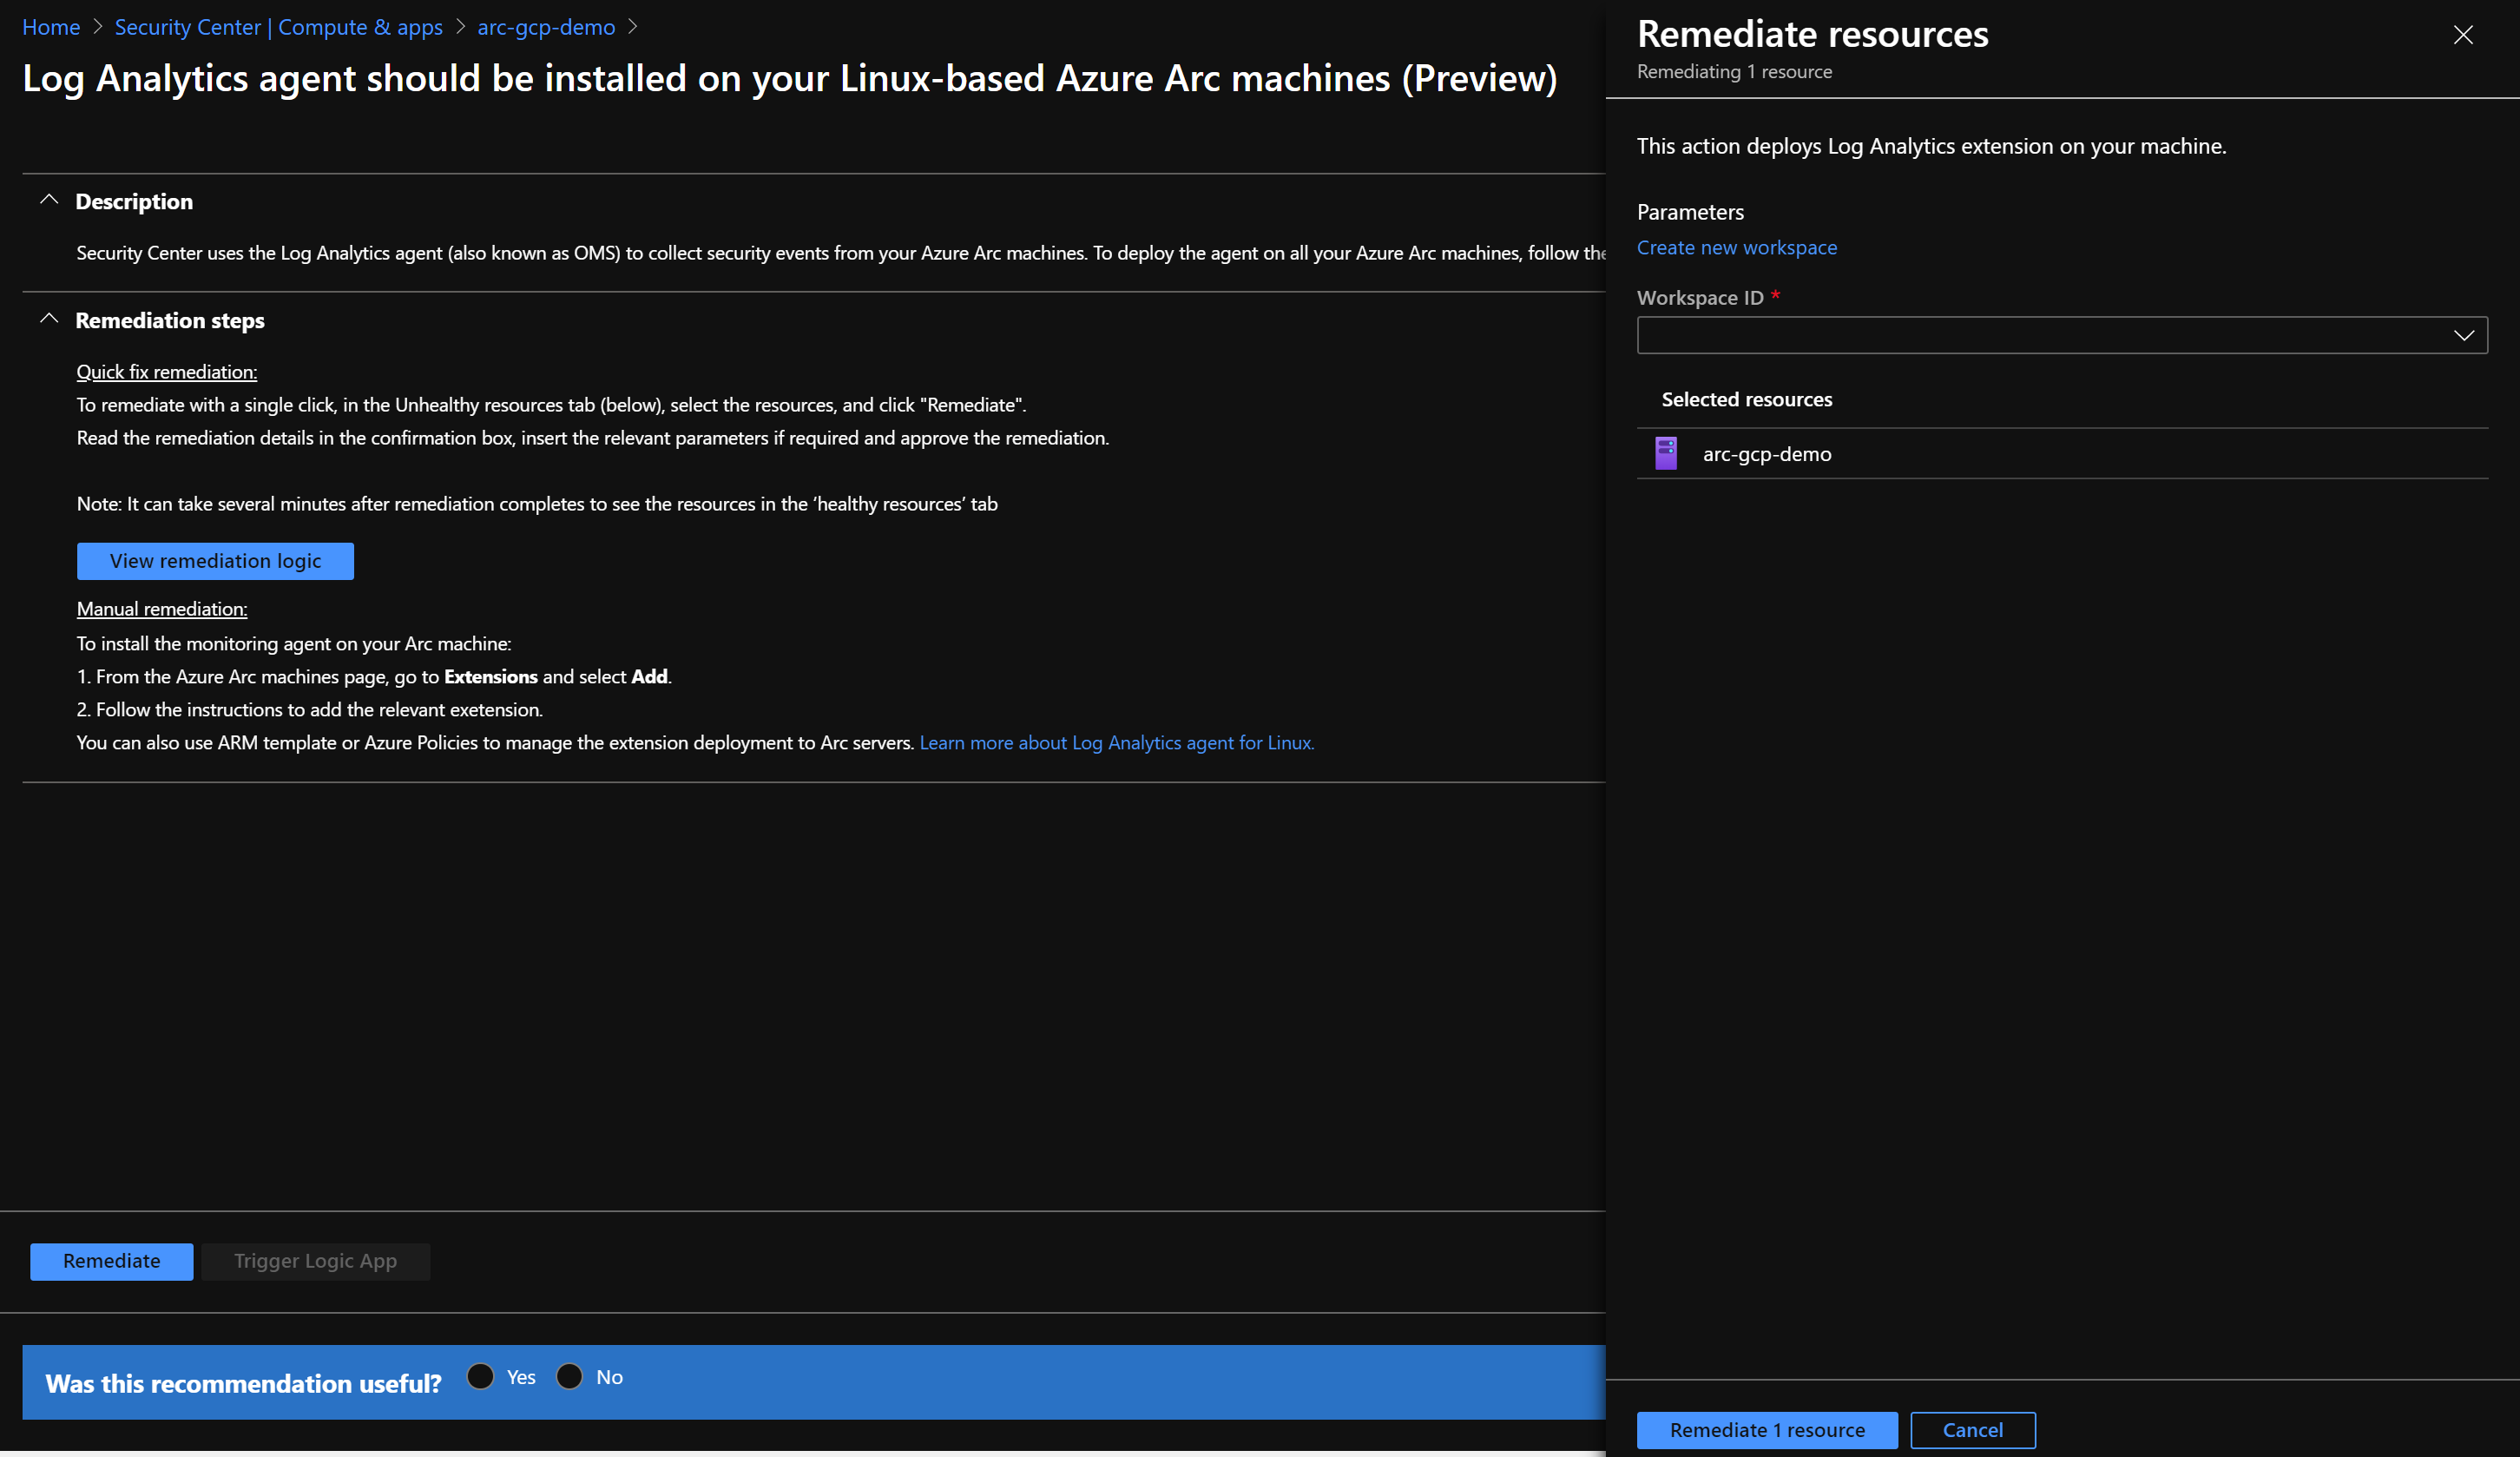 Home > Security Center | Compute & apps > arc-gcp-demo >
Log Analytics agent should be installed on your Linux-based Azure Arc machines (Preview)
Description
Security Center uses the Log Analytics agent (also known as OMS) to collect security events from your Azure Arc machines. To deploy the agent on all your Azure Arc machines, follow the
Remediation steps
Quick fix remediation:
To remediate with a single click, in the Unhealthy resources tab (below), select the resources, and click "Remediate".
Read the remediation details in the confirmation box, insert the relevant parameters if required and approve the remediation.
Note: It can take several minutes after remediation completes to see the resources in the ‘healthy resources’ tab
View remediation logic
Manual remediation:
To install the monitoring agent on your Arc machine:
1. From the Azure Arc machines page, go to Extensions and select Add.
2. Follow the instructions to add the relevant exetension.
You can also use ARM template or Azure Policies to manage the extension deployment to Arc servers. Learn more about Log Analytics agent for Linux.
Remediate
Trigger Logic App
Was this recommendation useful?
Yes
No
Remediate resources
Remediating 1 resource
This action deploys Log Analytics extension on your machine.
Parameters
Create new workspace
Workspace ID *
Selected resources
arc-gcp-demo
Remediate 1 resource
Cancel